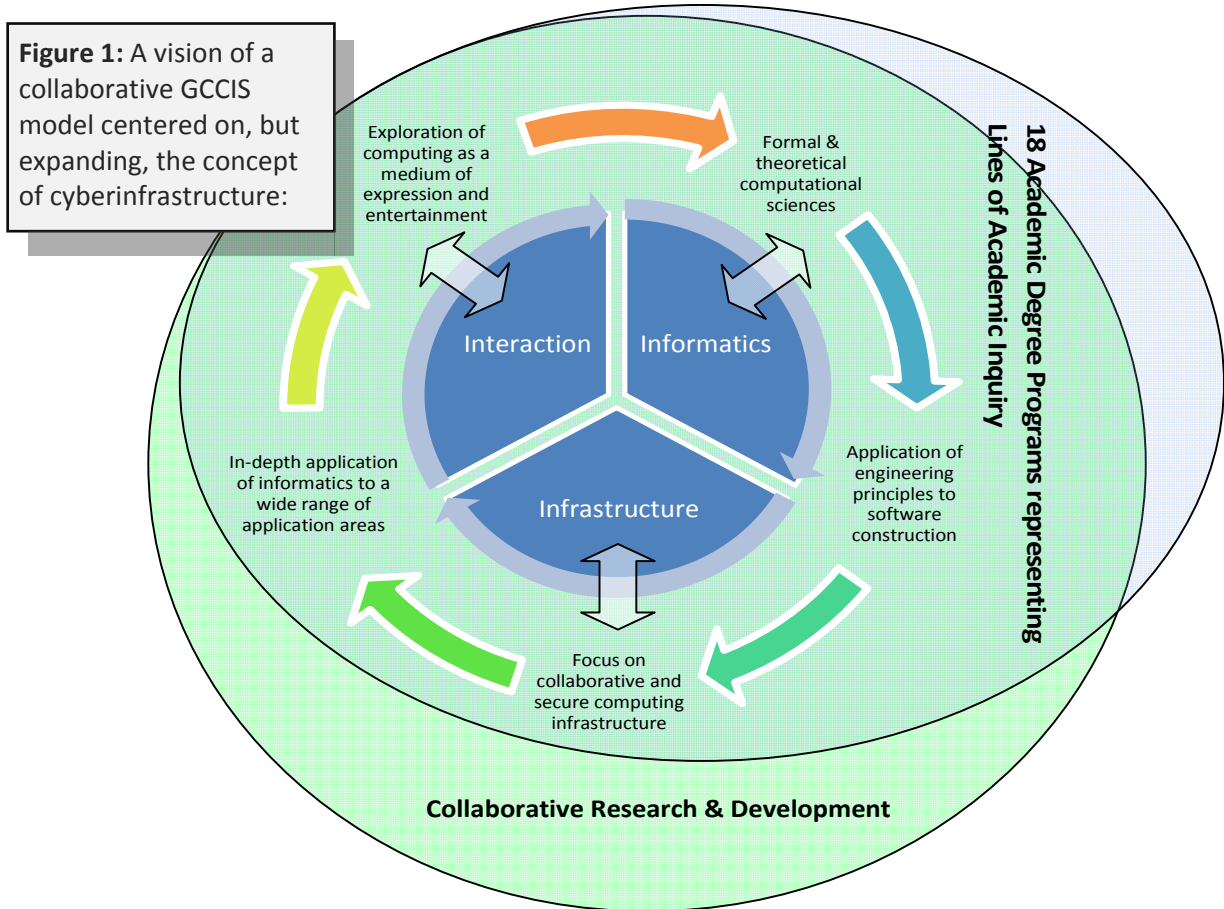 Figure 1: A vision of a
collaborative GCCIS
model centered on, but
expanding, the concept
of cyberinfrastructure:
Exploration of
computing as a
medium of
expression and
entertainment
Formal &
theoretical
computational
sciences
18 Academic Degree Programs representing
Lines of Academic Inquiry
Interaction
Informatics
Infrastructure
In-depth application
of informatics to a
wide range of
application areas
Application of
engineering
principles to
software
construction
Focus on
collaborative and
secure computing
infrastructure
Collaborative Research & Development